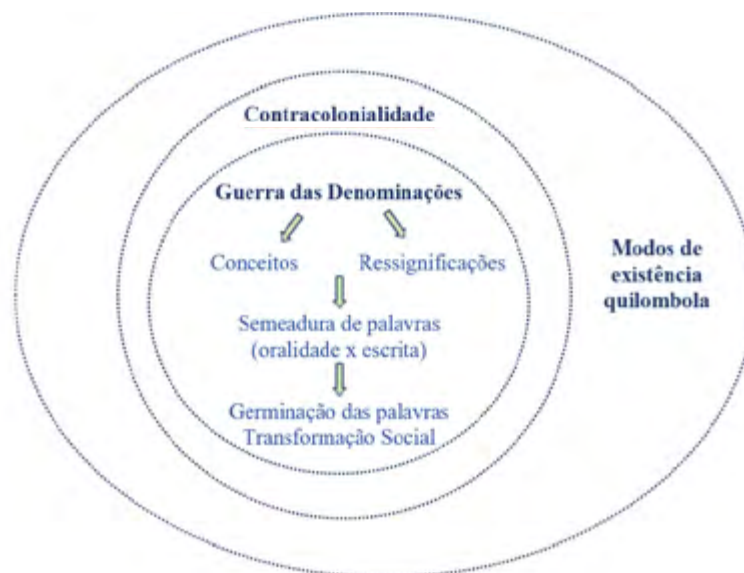 Contracolonialidade
Guerra das Denominações
Conceitos
Ressignificações
Semeadura de palavras
(oralidade x escrita)
Germinação das palavras
Transformação Social
Modos de
existência
quilombola